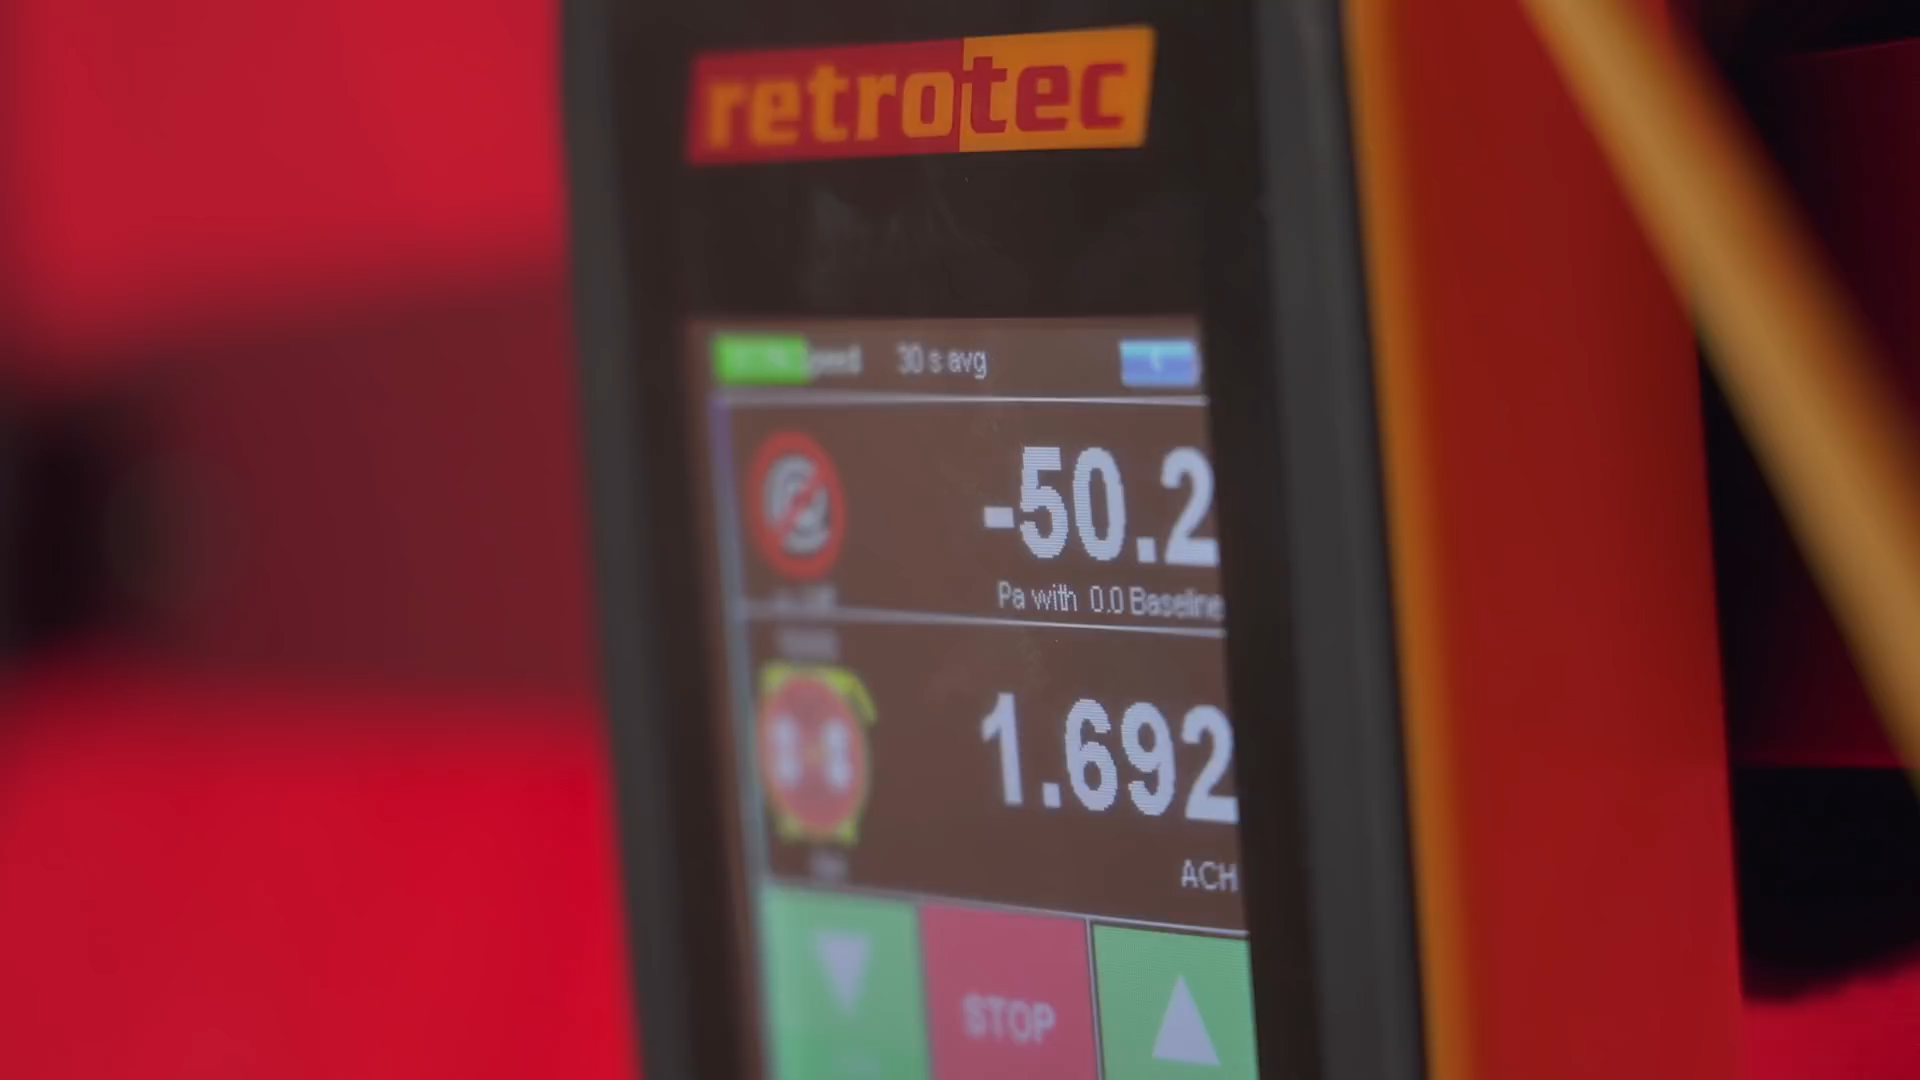 retrotec
30 s avg
-50.2
Pa with 0.0 Baseline
1.692
ACH
STOP